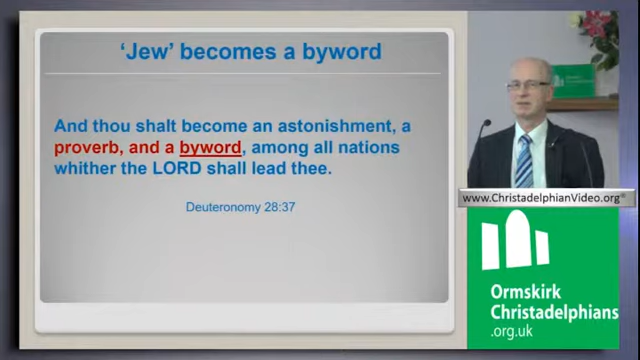 'Jew' becomes a byword
And thou shalt become an astonishment, a
proverb, and a byword, among all nations
whither the LORD shall lead thee.
Deuteronomy 28:37
www.ChristadelphianVideo.org®
Ormskirk
Christadelphians
.org.uk